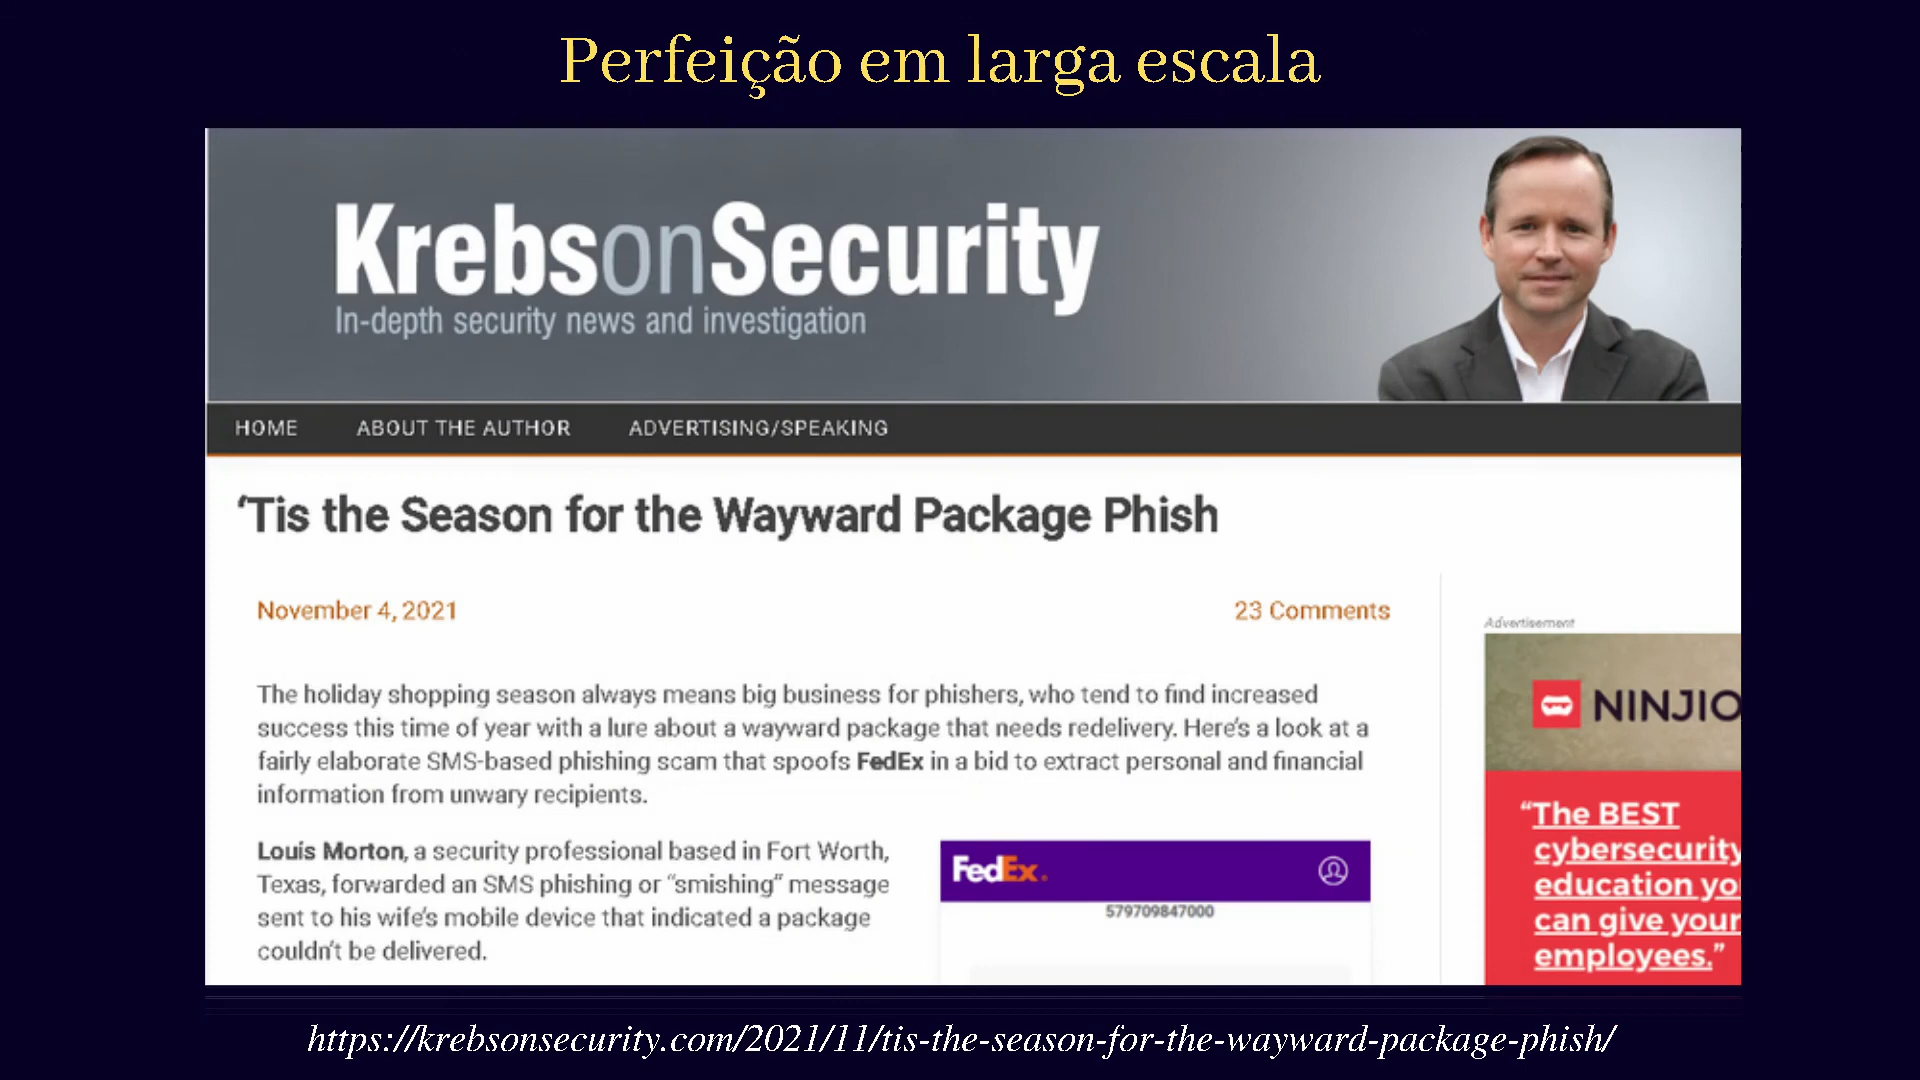 Perfeição em larga escala
KrebsonSecurity
In-depth security news and investigation
HOME ABOUT THE AUTHOR ADVERTISING/SPEAKING
‘Tis the Season for the Wayward Package Phish
November 4, 2021 23 Comments
The holiday shopping season always means big business for phishers, who tend to find increased
success this time of year with a lure about a wayward package that needs redelivery. Here’s a look at a
fairly elaborate SMS-based phishing scam that spoofs FedEx in a bid to extract personal and financial
information from unwary recipients.
Louis Morton, a security professional based in Fort Worth,
Texas, forwarded an SMS phishing or “smishing” message
sent to his wife’s mobile device that indicated a package
couldn’t be delivered.
FedEx.
579709847000
Advertisement
NINJIO
“The BEST
cybersecurity
education yo
can give your
employees.”
https://krebsonsecurity.com/2021/11/tis-the-season-for-the-wayward-package-phish/